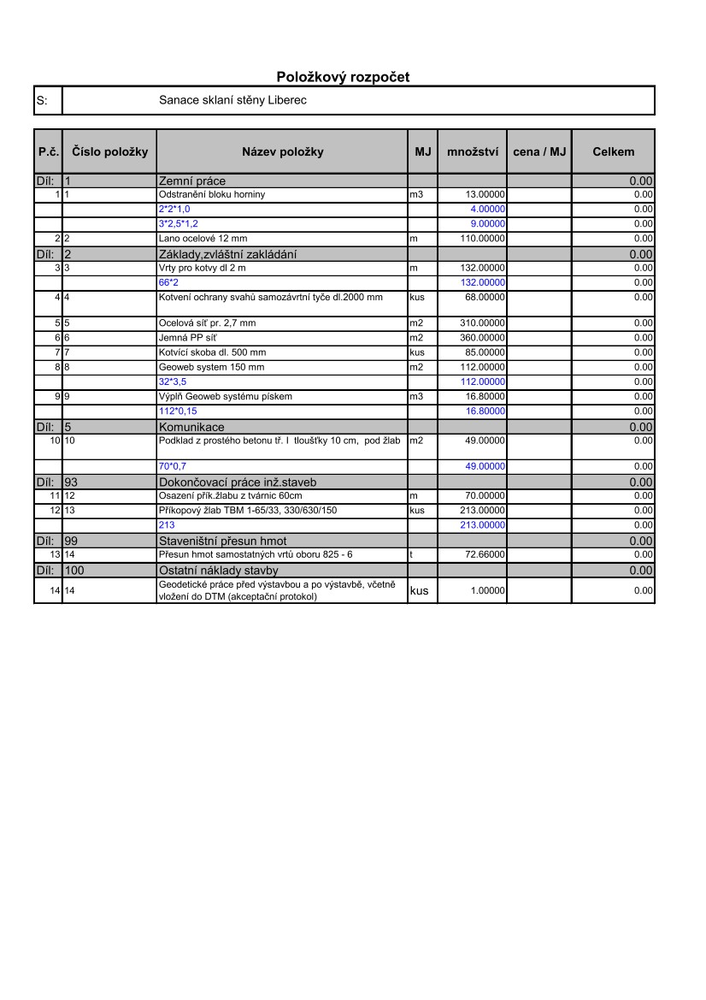 Položkový rozpočet
S: Sanace sklaní stěny Liberec
P.č. Číslo položky Název položky MJ množství cena / MJ Celkem
Díl: 1 Zemní práce 0.00
1 1 Odstranění bloku horniny m3 13.00000 0.00
2*2*1,0 4.00000 0.00
3*2,5*1,2 9.00000 0.00
2 2 Lano ocelové 12 mm m 110.00000 0.00
Díl: 2 Základy,zvláštní zakládání 0.00
3 3 Vrty pro kotvy dl 2 m m 132.00000 0.00
66*2 132.00000 0.00
4 4 Kotvení ochrany svahů samozávrtní tyče dl.2000 mm kus 68.00000 0.00
5 5 Ocelová síť pr. 2,7 mm m2 310.00000 0.00
6 6 Jemná PP síť m2 360.00000 0.00
7 7 Kotvící skoba dl. 500 mm kus 85.00000 0.00
8 8 Geoweb system 150 mm m2 112.00000 0.00
32*3,5 112.00000 0.00
9 9 Výplň Geoweb systému pískem m3 16.80000 0.00
112*0,15 16.80000 0.00
Díl: 5 Komunikace 0.00
10 10 Podklad z prostého betonu tř. I tloušťky 10 cm, pod žlab m2 49.00000 0.00
70*0,7 49.00000 0.00
Díl: 93 Dokončovací práce inž.staveb 0.00
11 12 Osazení přík.žlabu z tvárnic 60cm m 70.00000 0.00
12 13 Příkopový žlab TBM 1-65/33, 330/630/150 kus 213.00000 0.00
213 213.00000 0.00
Díl: 99 Staveništní přesun hmot 0.00
13 14 Přesun hmot samostatných vrtů oboru 825 - 6 t 72.66000 0.00
Díl: 100 Ostatní náklady stavby 0.00
14 14 Geodetické práce před výstavbou a po výstavbě, včetně
vložení do DTM (akceptační protokol) kus 1.00000 0.00